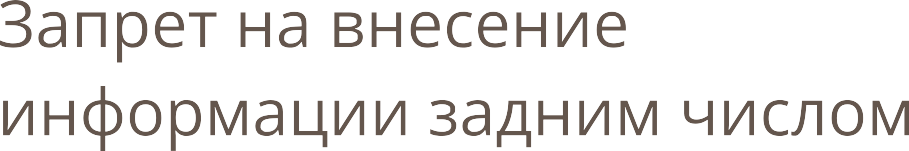 Запрет на внесение
информации задним числом